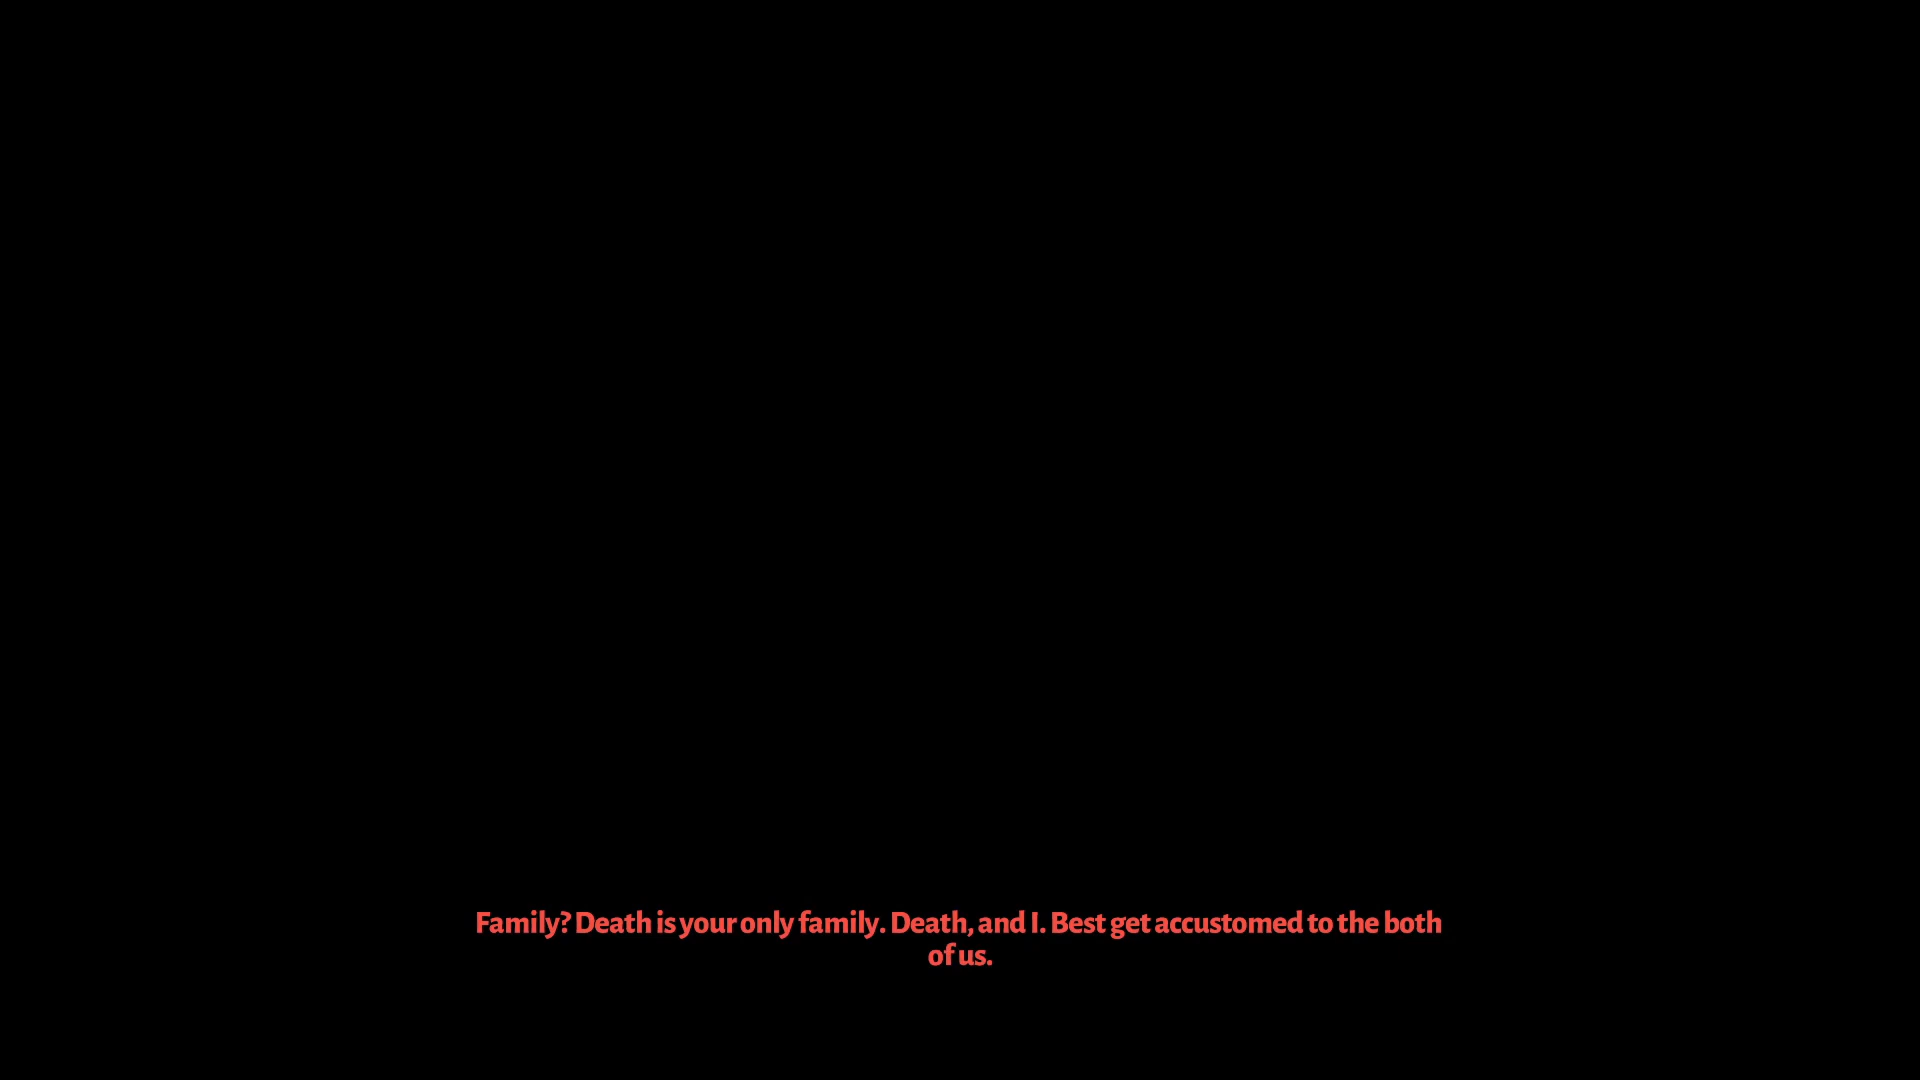 Family? Death is your only family. Death, and I. Best get accustomed to the both
of us.